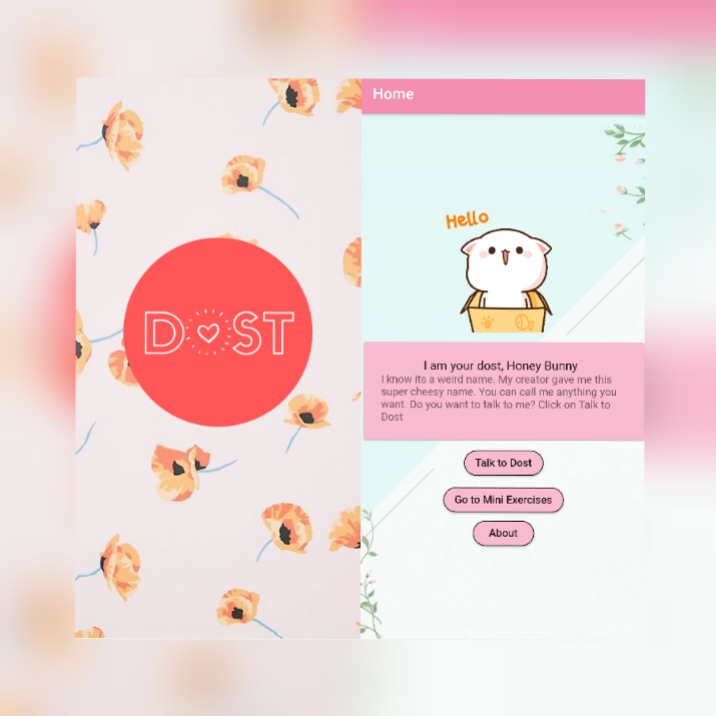 DOST
Home
Hello
I am your dost, Honey Bunny
I know its a weird name. My creator gave me this
super cheesy name. You can call me anything you
want. Do you want to talk to me? Click on Talk to
Dost
Talk to Dost
Go to Mini Exercises
About